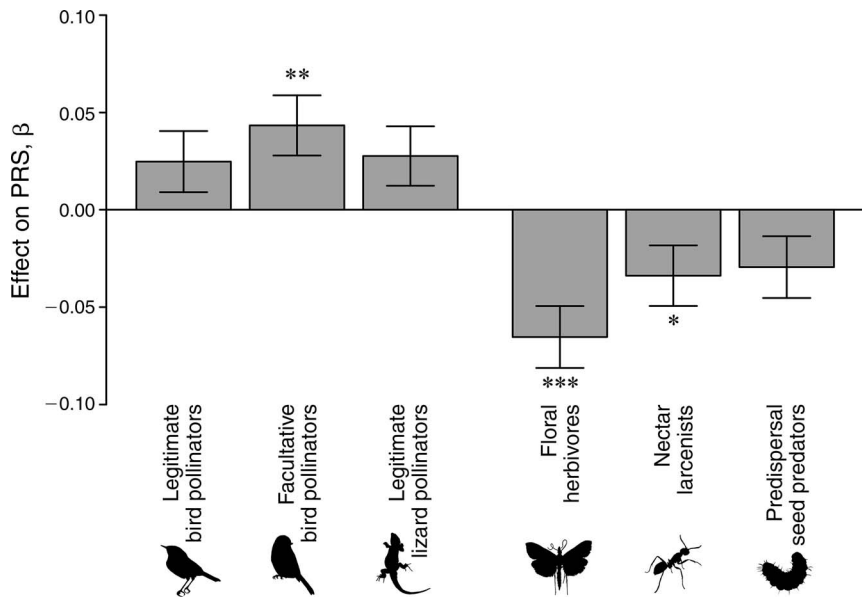 0.10
0.05
0.00
−0.05
−0.10
Effect on PRS, β
**
***
*
Legitimate
bird pollinators
Facultative
bird pollinators
Legitimate
lizard pollinators
Floral
herbivores
Nectar
larcenists
Predispersal
seed predators